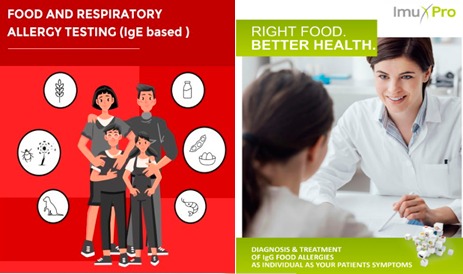 FOOD AND RESPIRATORY
ALLERGY TESTING (IgE based )
ImuPro
RIGHT FOOD.
BETTER HEALTH.
DIAGNOSIS & TREATMENT
OF IgG FOOD ALLERGIES
AS INDIVIDUAL AS YOUR PATIENTS SYMPTOMS